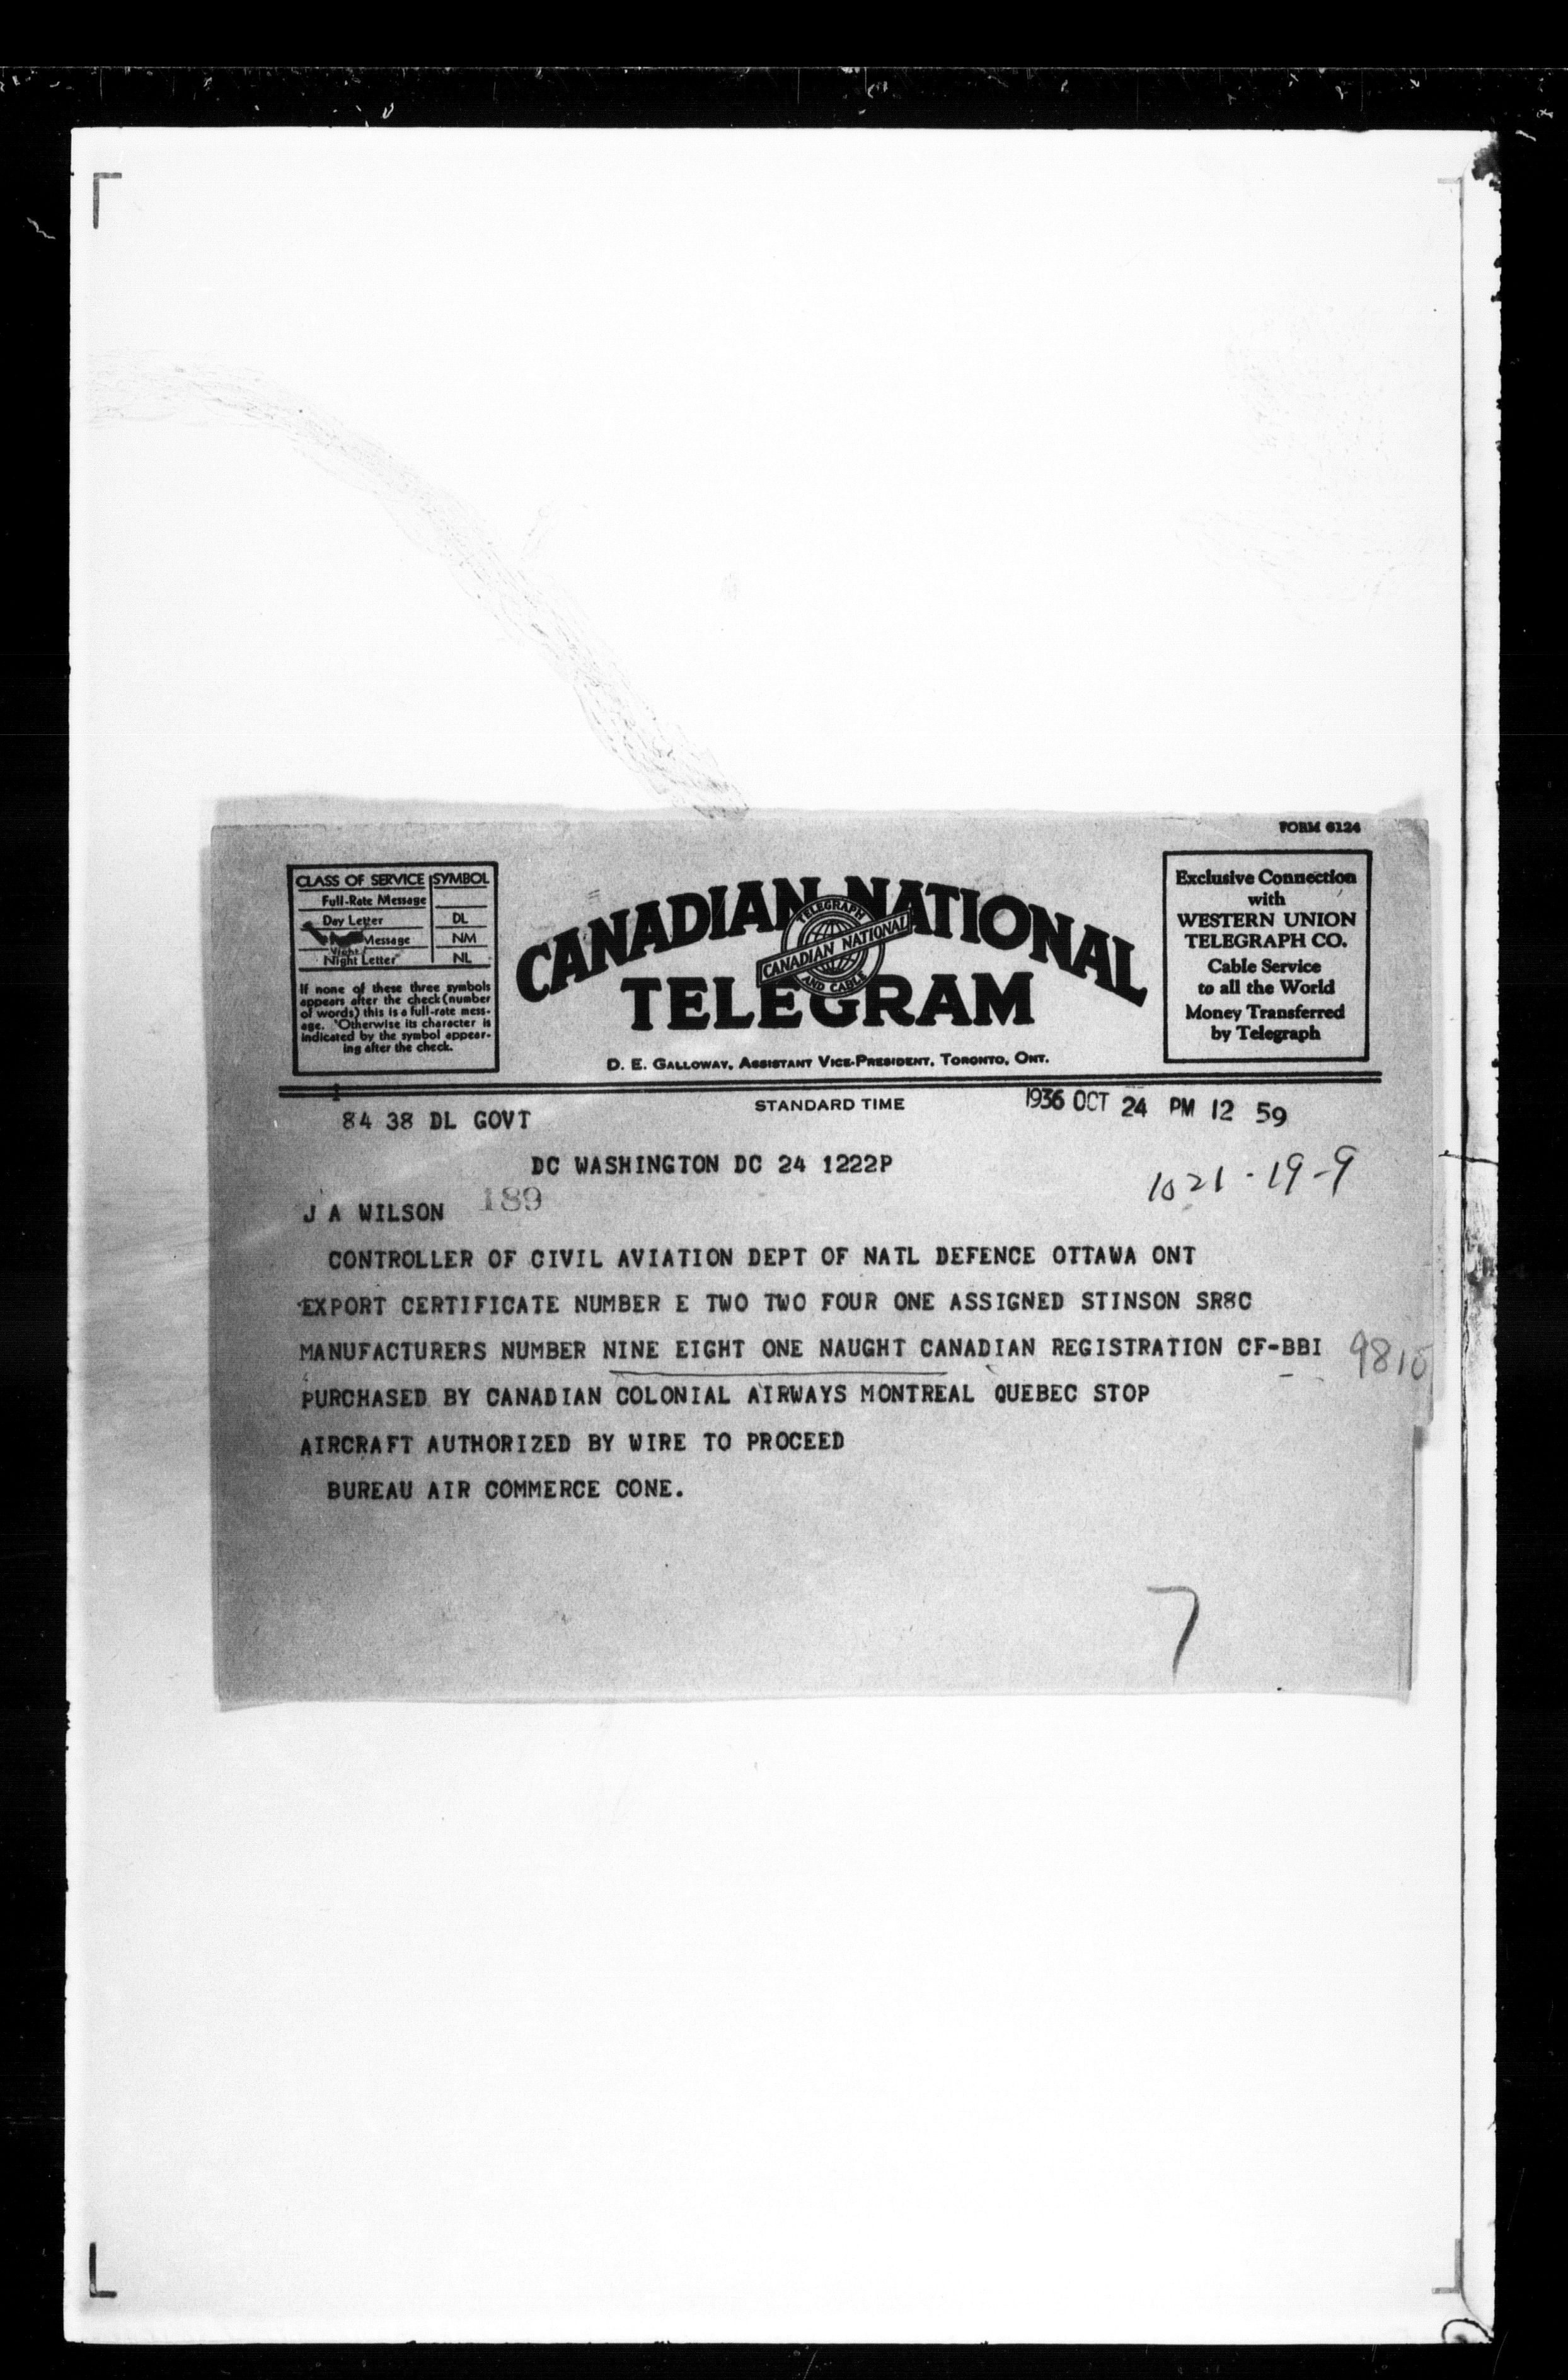 FORM 6124
CLASS OF SERVICE SYMBOL
Full-Rate Message
Day Letter DL
Message NM
Night
Night Letter NL
If none of these three symbols
appears after the check (number
of words) this is a full-rate mess-
age. Otherwise its character is
indicated by the symbol appear-
ing after the check.
CANADIAN NATIONAL
TELEGRAPH
CANADIAN NATIONAL
AND CABLE
TELEGRAM
D. E. GALLOWAY, ASSISTANT VICE-PRESIDENT, TORONTO, ONT.
Exclusive Connection
with
WESTERN UNION
TELEGRAPH CO.
Cable Service
to all the World
Money Transferred
by Telegraph
STANDARD TIME
1936 OCT 24 PM 12 59
84 38 DL GOVT
DC WASHINGTON DC 24 1222P
1021-19-9
J A WILSON 189
CONTROLLER OF CIVIL AVIATION DEPT OF NATL DEFENCE OTTAWA ONT
EXPORT CERTIFICATE NUMBER E TWO TWO FOUR ONE ASSIGNED STINSON SR8C
MANUFACTURERS NUMBER NINE EIGHT ONE NAUGHT CANADIAN REGISTRATION CF-BBI 9810
PURCHASED BY CANADIAN COLONIAL AIRWAYS MONTREAL QUEBEC STOP
AIRCRAFT AUTHORIZED BY WIRE TO PROCEED
BUREAU AIR COMMERCE CONE.
7